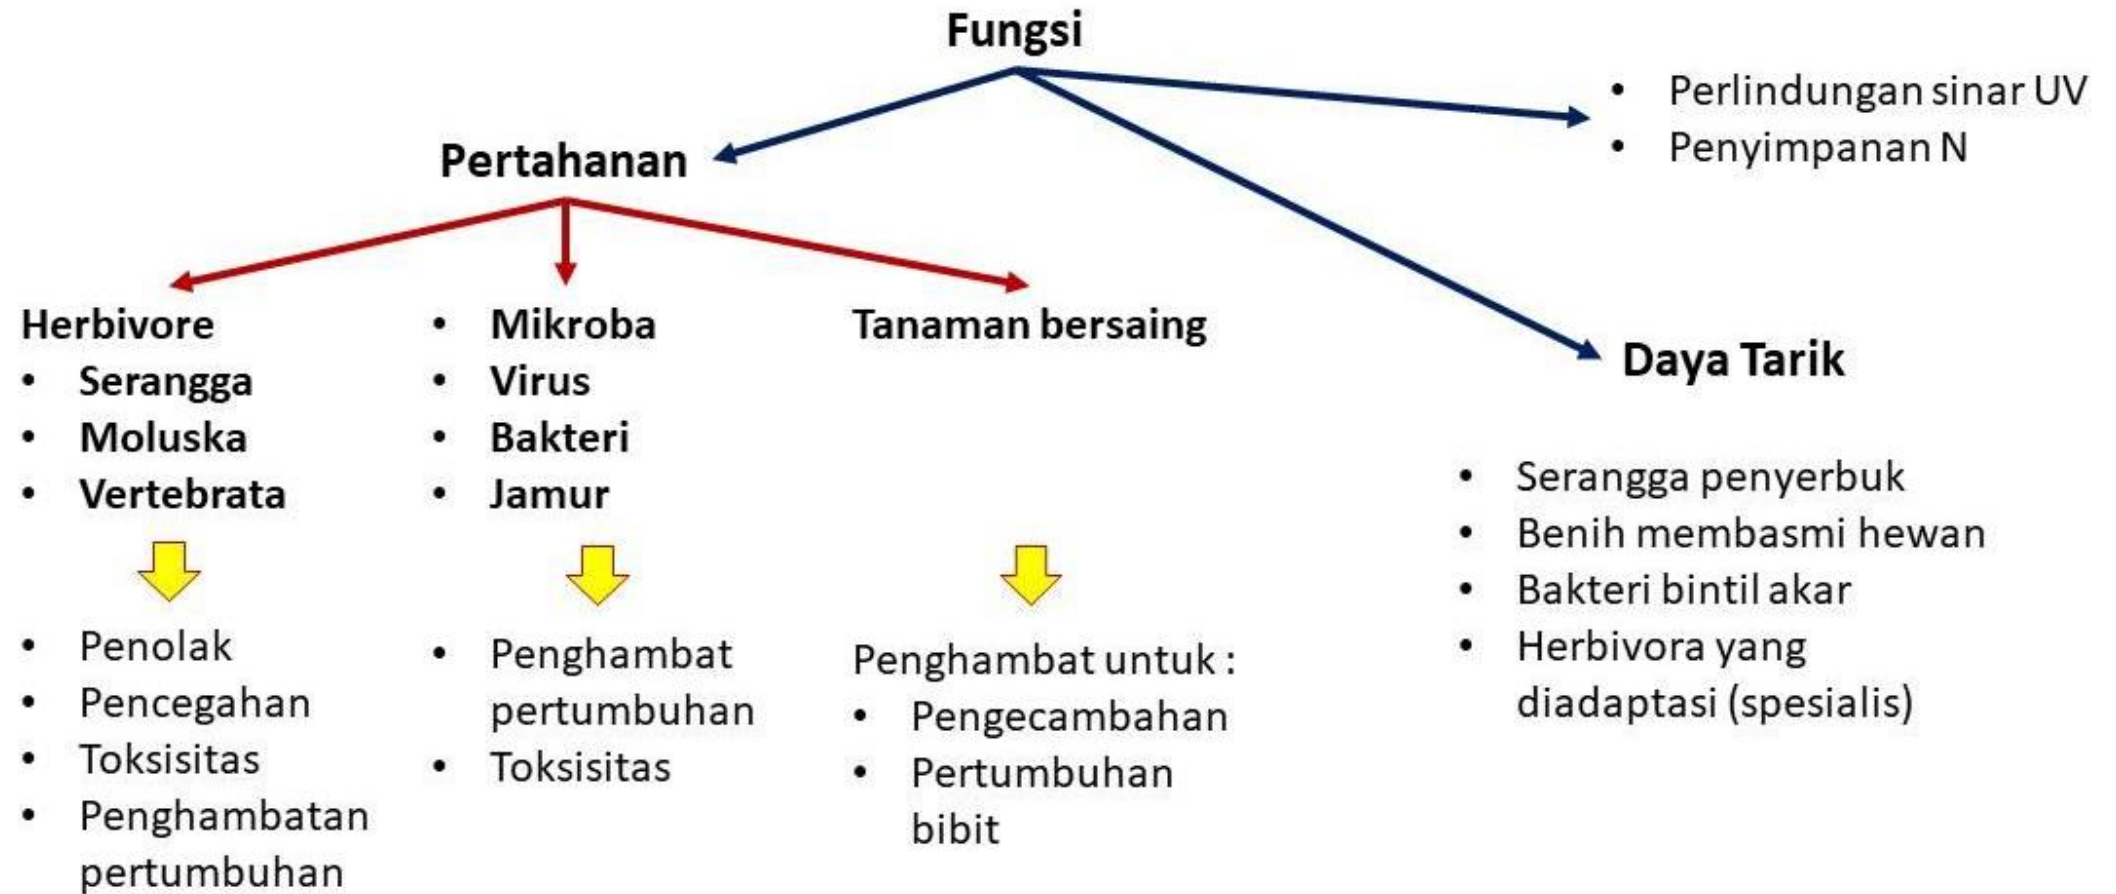 Fungsi
• Perlindungan sinar UV
• Penyimpanan N
Pertahanan
Herbivore
• Serangga
• Moluska
• Vertebrata
• Penolak
• Pencegahan
• Toksisitas
• Penghambatan
pertumbuhan
• Mikroba
• Virus
• Bakteri
• Jamur
• Penghambat
pertumbuhan
• Toksisitas
Tanaman bersaing
Penghambat untuk :
• Pengecambahan
• Pertumbuhan
bibit
Daya Tarik
• Serangga penyerbuk
• Benih membasmi hewan
• Bakteri bintil akar
• Herbivora yang
diadaptasi (spesialis)